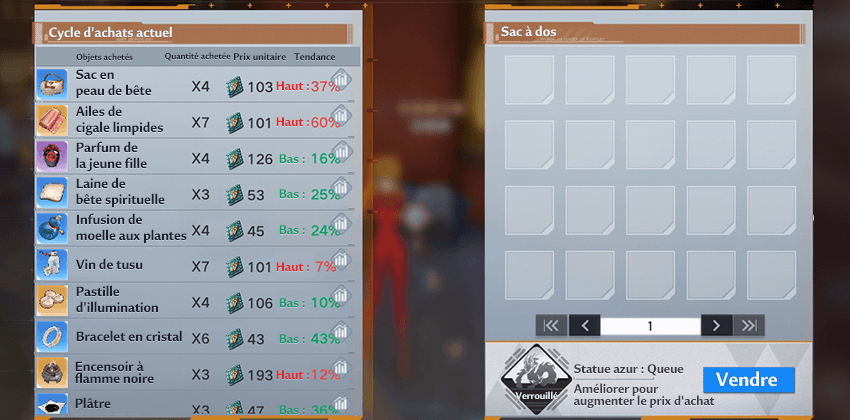 Cycle d'achats actuel
Objets achetés Quantité achetée Prix unitaire Tendance
Sac en
peau de bête X4 103 Haut : 37%
Ailes de
cigale limpides X7 101 Haut : 60%
Parfum de
la jeune fille X4 126 Bas : 16%
Laine de
bête spirituelle X3 53 Bas : 25%
Infusion de
moelle aux plantes X4 45 Bas : 24%
Vin de tusu X7 101 Haut : 7%
Pastille
d'illumination X4 106 Bas : 10%
Bracelet en cristal X6 43 Bas : 43%
Encensoir à
flamme noire X3 193 Haut : 12%
Plâtre X3 47 Bas : 36%
Sac à dos
1
Verrouillé
Statue azur : Queue
Améliorer pour
augmenter le prix d'achat
Vendre